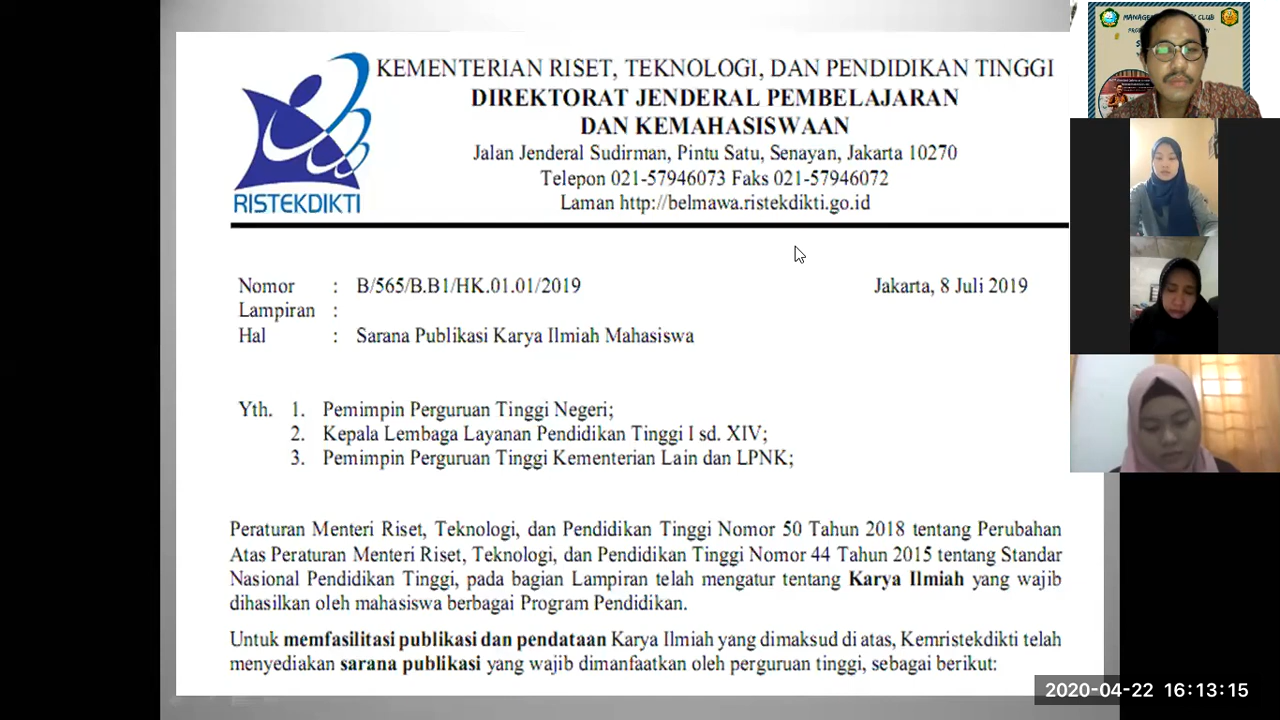 KEMENTERIAN RISET, TEKNOLOGI, DAN PENDIDIKAN TINGGI
DIREKTORAT JENDERAL PEMBELAJARAN
DAN KEMAHASISWAAN
Jalan Jenderal Sudirman, Pintu Satu, Senayan, Jakarta 10270
Telepon 021-57946073 Faks 021-57946072
Laman http://belmawa.ristekdikti.go.id
RISTEKDIKTI
Nomor : B/565/B.B1/HK.01.01/2019 Jakarta, 8 Juli 2019
Lampiran :
Hal : Sarana Publikasi Karya Ilmiah Mahasiswa
Yth. 1. Pemimpin Perguruan Tinggi Negeri;
2. Kepala Lembaga Layanan Pendidikan Tinggi I sd. XIV;
3. Pemimpin Perguruan Tinggi Kementerian Lain dan LPNK;
Peraturan Menteri Riset, Teknologi, dan Pendidikan Tinggi Nomor 50 Tahun 2018 tentang Perubahan
Atas Peraturan Menteri Riset, Teknologi, dan Pendidikan Tinggi Nomor 44 Tahun 2015 tentang Standar
Nasional Pendidikan Tinggi, pada bagian Lampiran telah mengatur tentang Karya Ilmiah yang wajib
dihasilkan oleh mahasiswa berbagai Program Pendidikan.
Untuk memfasilitasi publikasi dan pendataan Karya Ilmiah yang dimaksud di atas, Kemristekdikti telah
menyediakan sarana publikasi yang wajib dimanfaatkan oleh perguruan tinggi, sebagai berikut:
2020-04-22 16:13:15